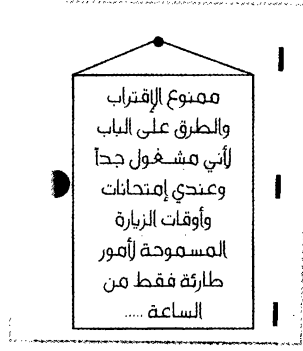 ممنوع الإقتراب
والطرق على الباب
لأني مشغول جداً
وعندي إمتحانات
وأوقات الزيارة
المسموحة لأمور
طارئة فقط من
الساعة .....